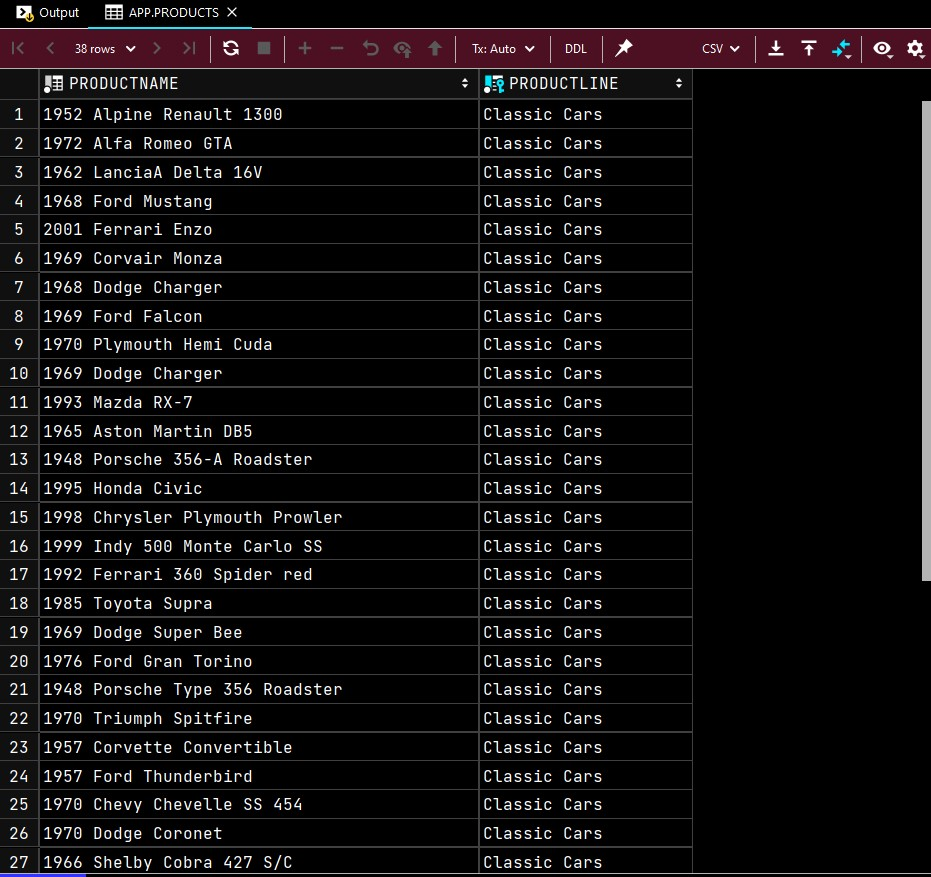 Output APP.PRODUCTS
38 rows Tx: Auto DDL CSV
PRODUCTNAME PRODUCTLINE
1 1952 Alpine Renault 1300 Classic Cars
2 1972 Alfa Romeo GTA Classic Cars
3 1962 LanciaA Delta 16V Classic Cars
4 1968 Ford Mustang Classic Cars
5 2001 Ferrari Enzo Classic Cars
6 1969 Corvair Monza Classic Cars
7 1968 Dodge Charger Classic Cars
8 1969 Ford Falcon Classic Cars
9 1970 Plymouth Hemi Cuda Classic Cars
10 1969 Dodge Charger Classic Cars
11 1993 Mazda RX-7 Classic Cars
12 1965 Aston Martin DB5 Classic Cars
13 1948 Porsche 356-A Roadster Classic Cars
14 1995 Honda Civic Classic Cars
15 1998 Chrysler Plymouth Prowler Classic Cars
16 1999 Indy 500 Monte Carlo SS Classic Cars
17 1992 Ferrari 360 Spider red Classic Cars
18 1985 Toyota Supra Classic Cars
19 1969 Dodge Super Bee Classic Cars
20 1976 Ford Gran Torino Classic Cars
21 1948 Porsche Type 356 Roadster Classic Cars
22 1970 Triumph Spitfire Classic Cars
23 1957 Corvette Convertible Classic Cars
24 1957 Ford Thunderbird Classic Cars
25 1970 Chevy Chevelle SS 454 Classic Cars
26 1970 Dodge Coronet Classic Cars
27 1966 Shelby Cobra 427 S/C Classic Cars